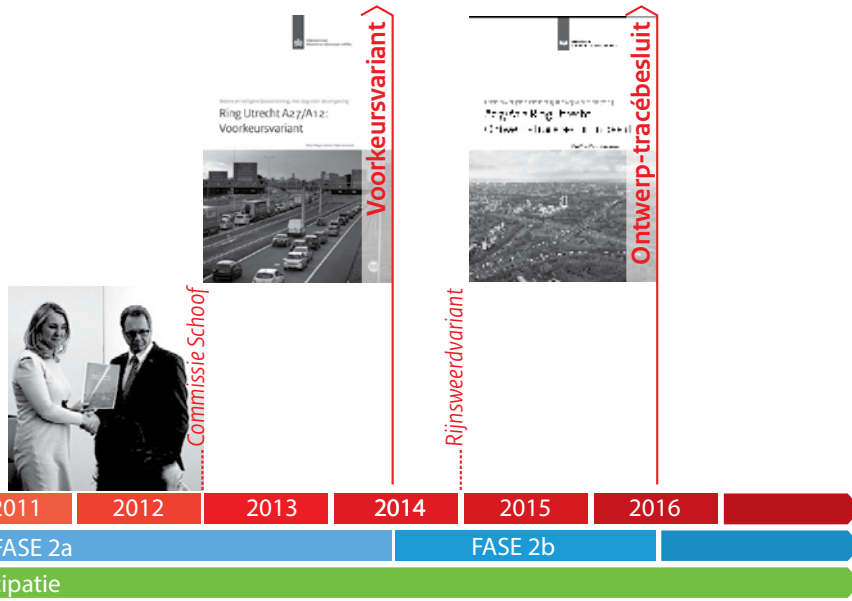 Ring Utrecht A27/A12:
Voorkeursvariant
Voorkeursvariant
Ontwerp-tracébesluit
Commissie Schoof
Rijnsweerdvariant
2011
2012
2013
2014
2015
2016
FASE 2a
FASE 2b
ipatie